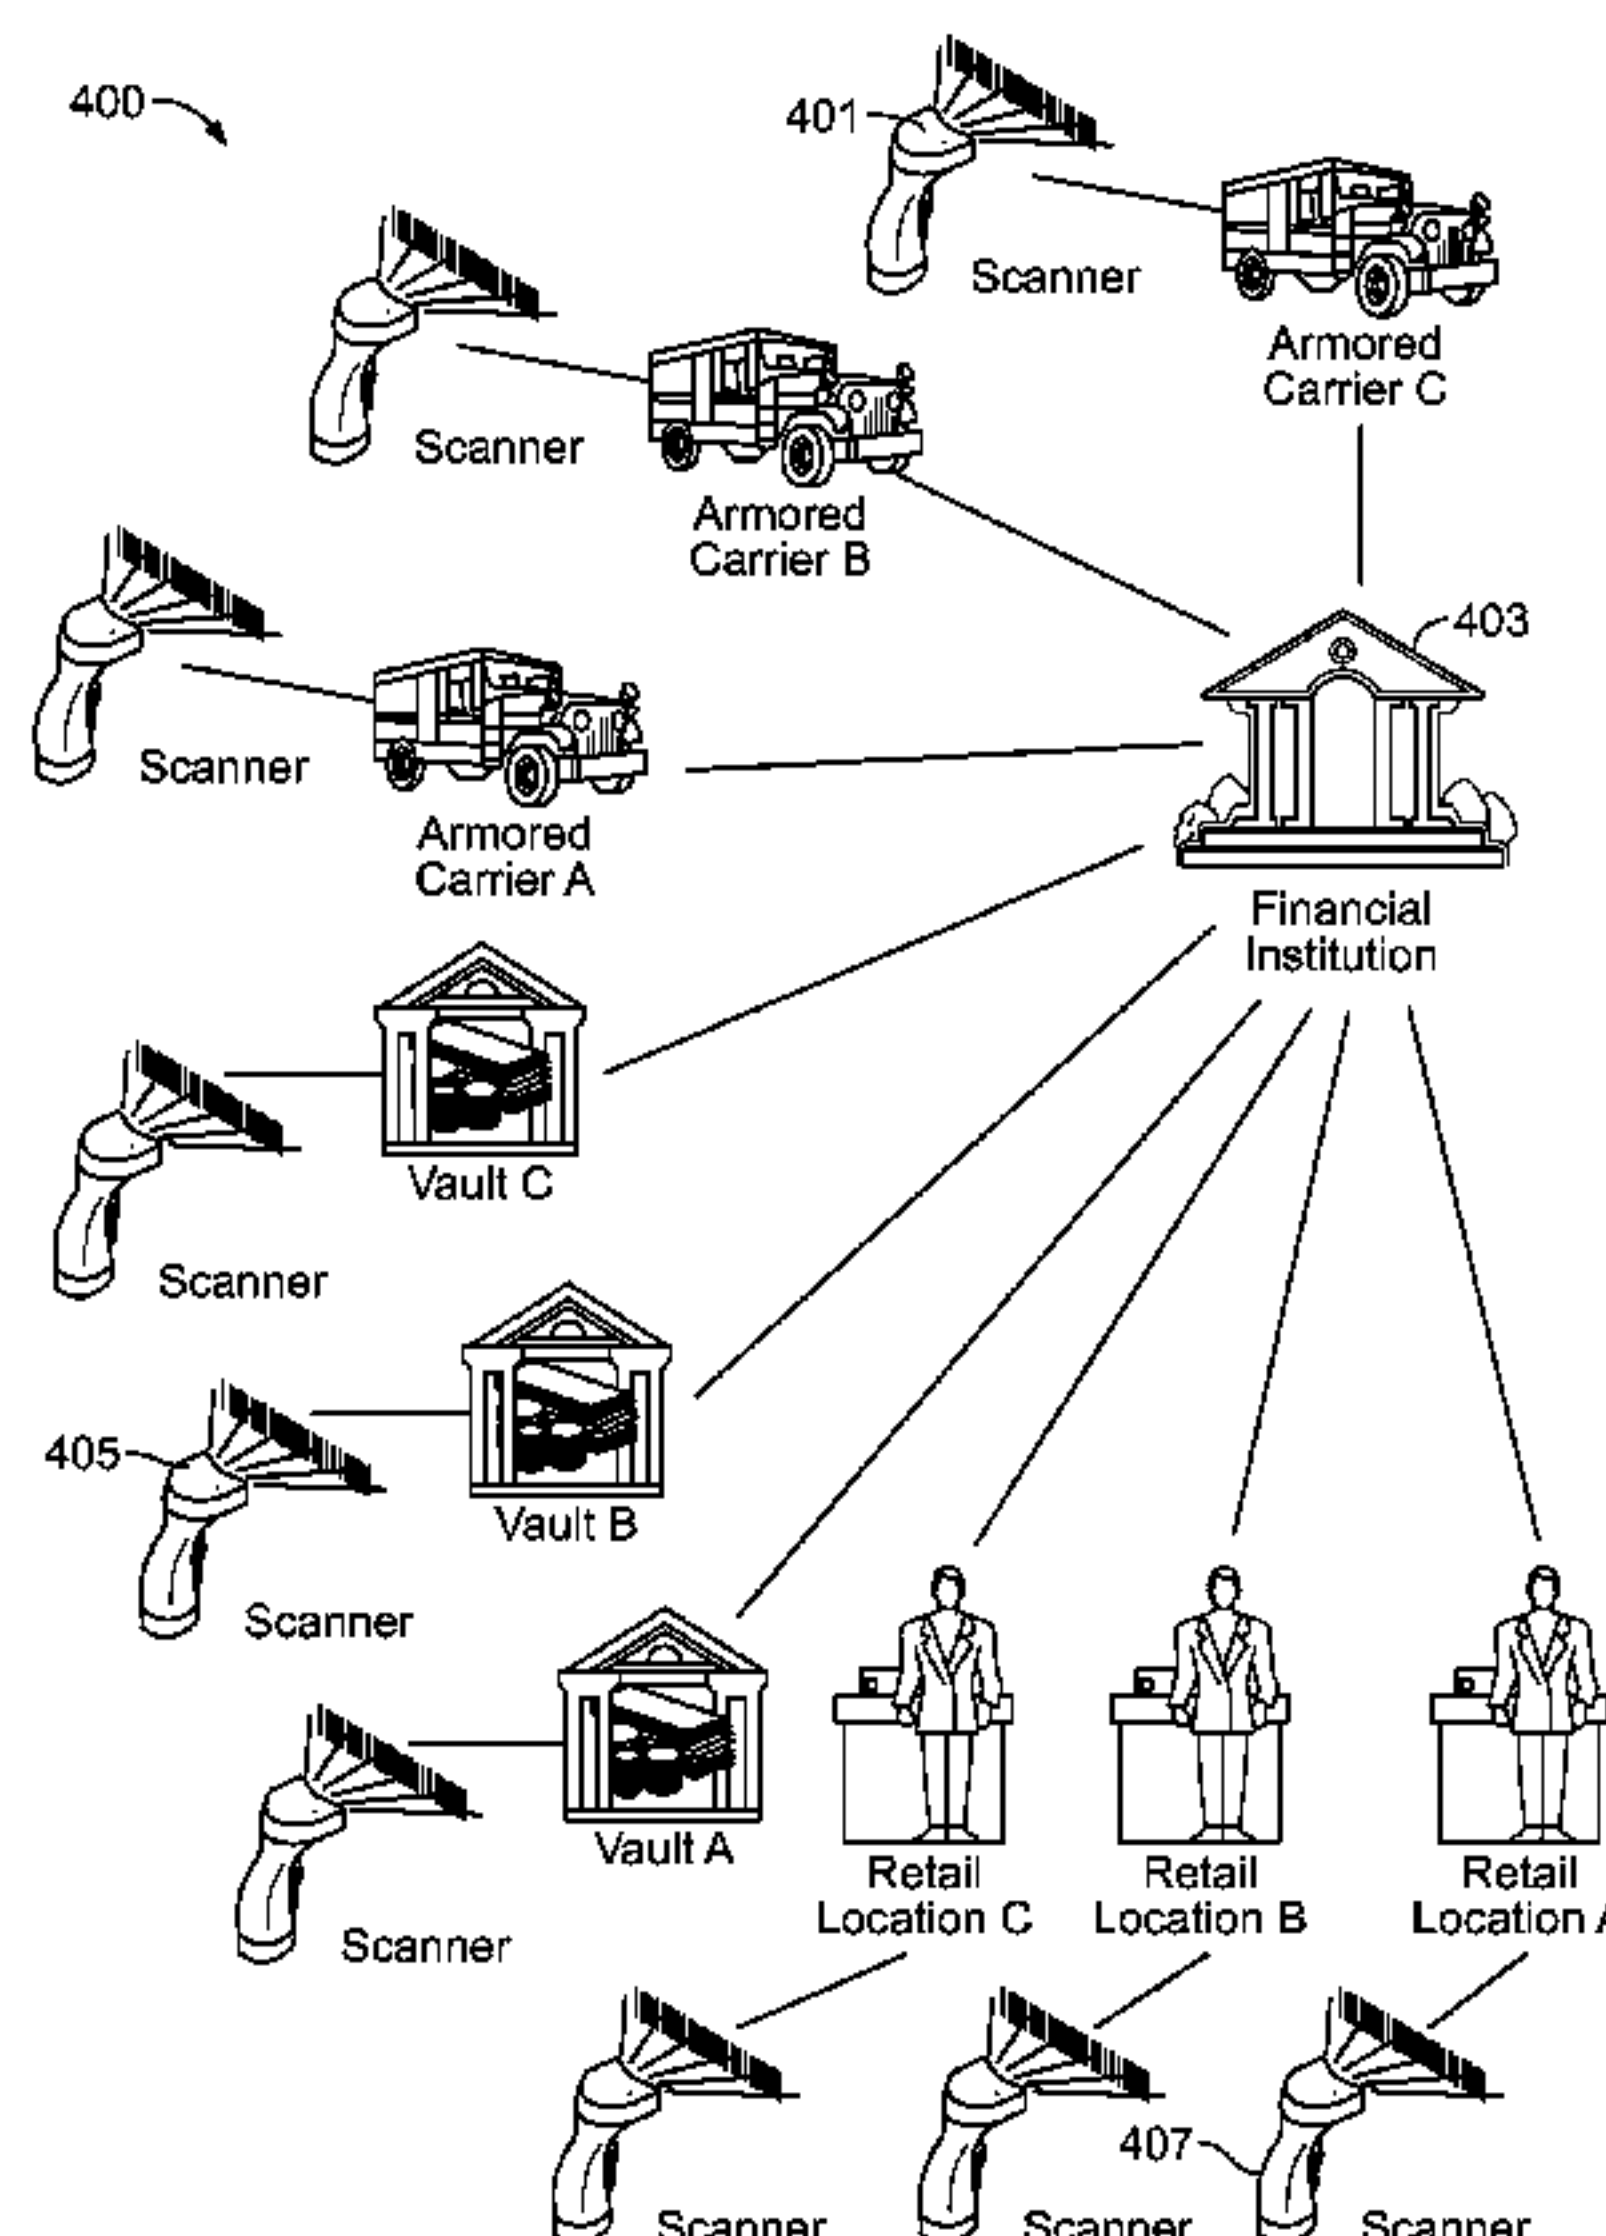 400
401
Scanner
Armored
Carrier C
Scanner
Armored
Carrier B
403
Scanner
Armored
Carrier A
Financial
Institution
Vault C
Scanner
405
Vault B
Scanner
Vault A
Retail
Location C
Retail
Location B
Retail
Location A
Scanner
407
Scanner
Scanner
Scanner